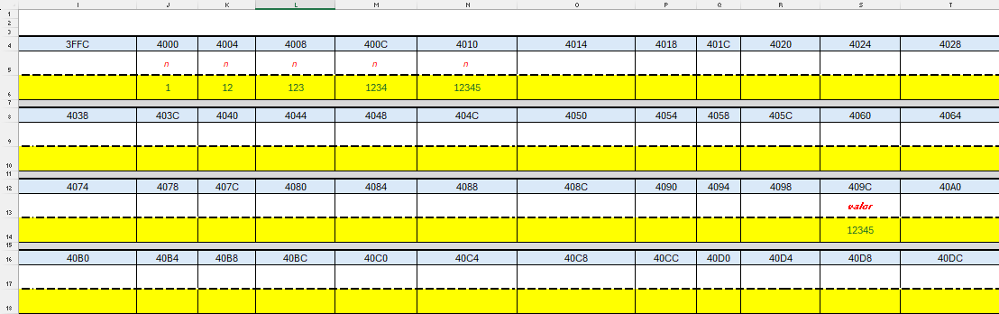 I J K L M N O P Q R S T
1
2
3
4 3FFC 4000 4004 4008 400C 4010 4014 4018 401C 4020 4024 4028
5 n n n n n
6 1 12 123 1234 12345
7
8 4038 403C 4040 4044 4048 404C 4050 4054 4058 405C 4060 4064
9
10
11
12 4074 4078 407C 4080 4084 4088 408C 4090 4094 4098 409C 40A0
13 valor
14 12345
15
16 40B0 40B4 40B8 40BC 40C0 40C4 40C8 40CC 40D0 40D4 40D8 40DC
17
18